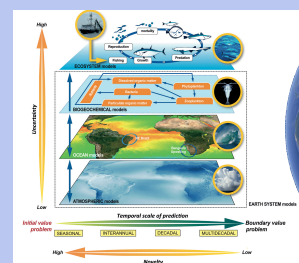 High
Uncertainty
Low
mortality
Reproduction
Fishing
Growth
Predation
ECOSYSTEM models
Dissolved organic matter
Phytoplankton
Bacteria
Zooplankton
Particulate organic matter
BIOGEOCHEMICAL models
OCEAN models
ATMOSPHERIC models
EARTH SYSTEM models
Temporal scale of prediction
Initial value problem
Boundary value problem
SEASONAL
INTERANNUAL
DECADAL
MULTIDECADAL
High
Low
Novelty